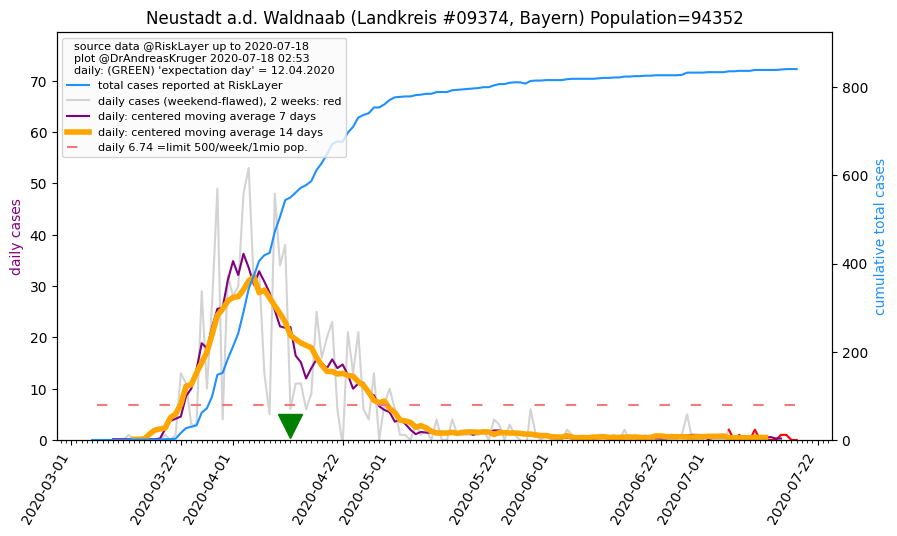 Neustadt a.d. Waldnaab (Landkreis #09374, Bayern) Population=94352
source data @RiskLayer up to 2020-07-18
plot @DrAndreasKruger 2020-07-18 02:53
daily: (GREEN) 'expectation day' = 12.04.2020
total cases reported at RiskLayer
daily cases (weekend-flawed), 2 weeks: red
daily: centered moving average 7 days
daily: centered moving average 14 days
daily 6.74 =limit 500/week/1mio pop.
daily cases
70
60
50
40
30
20
10
0
800
600
400
200
0
cumulative total cases
2020-03-01
2020-03-22
2020-04-01
2020-04-22
2020-05-01
2020-05-22
2020-06-01
2020-06-22
2020-07-01
2020-07-22